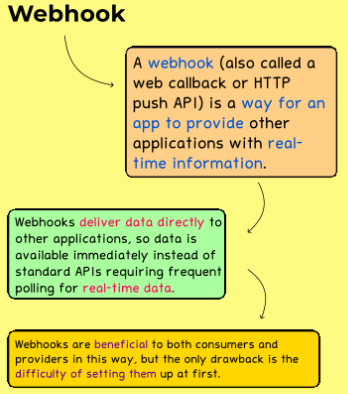 Webhook
A webhook (also called a
web callback or HTTP
push API) is a way for an
app to provide other
applications with real-
time information.
Webhooks deliver data directly to
other applications, so data is
available immediately instead of
standard APIs requiring frequent
polling for real-time data.
Webhooks are beneficial to both consumers and
providers in this way, but the only drawback is the
difficulty of setting them up at first.